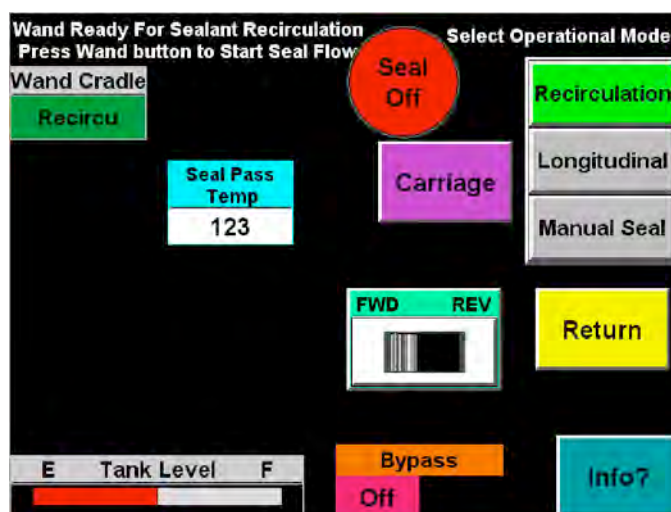 Wand Ready For Sealant Recirculation
Press Wand button to Start Seal Flow
Select Operational Mode
Seal
Off
Wand Cradle
Recircu
Recirculation
Seal Pass
Temp
123
Carriage
Longitudinal
Manual Seal
FWD REV
Return
E Tank Level F
Bypass
Off
Info?